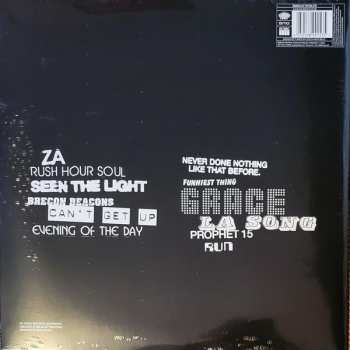 ZA
RUSH HOUR SOUL
SEEN THE LIGHT
BRECON BEACONS
CAN'T GET UP
EVENING OF THE DAY
NEVER DONE NOTHING
LIKE THAT BEFORE.
FUNNIEST THING
GRACE
LA SONG
PROPHET 15
RUN